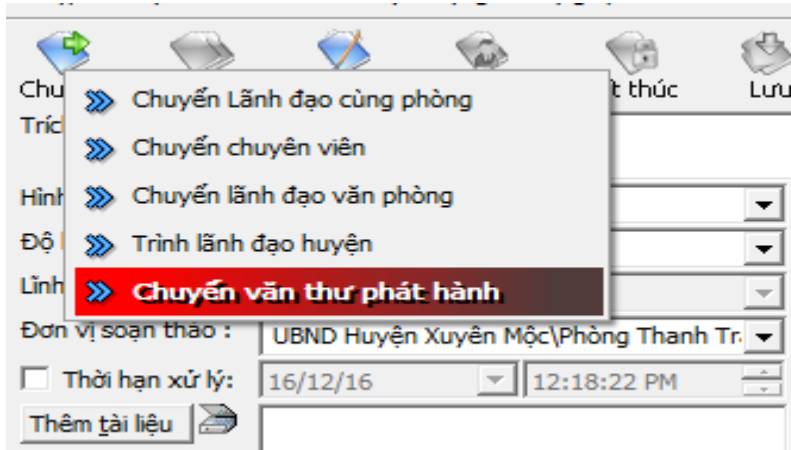 Chu
t thúc
Lưu
Chuyển Lãnh đạo cùng phòng
Chuyển chuyên viên
Chuyển lãnh đạo văn phòng
Trình lãnh đạo huyện
Chuyển văn thư phát hành
Trích
Hình
Độ
Lĩnh
Đơn vị soạn thảo :
UBND Huyện Xuyên Mộc\Phòng Thanh Tr
Thời hạn xử lý:
16/12/16
12:18:22 PM
Thêm tài liệu